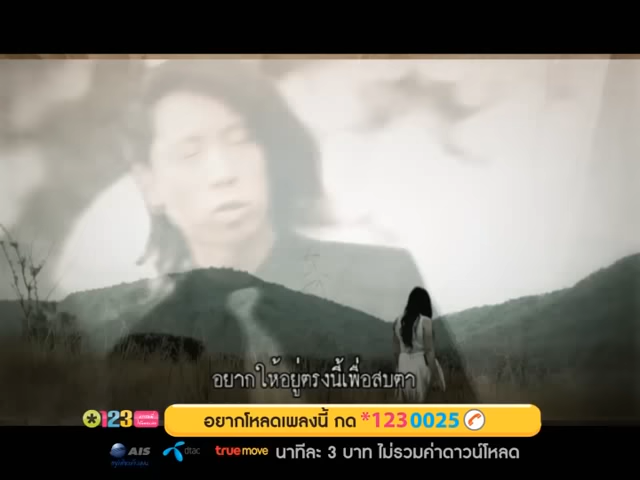 อยากให้อยู่ตรงนี้เพื่อสบตา
*123 อยากโหลดเพลงนี้ กด *1230025
AIS dtac truemove นาทีละ 3 บาท ไม่รวมค่าดาวน์โหลด